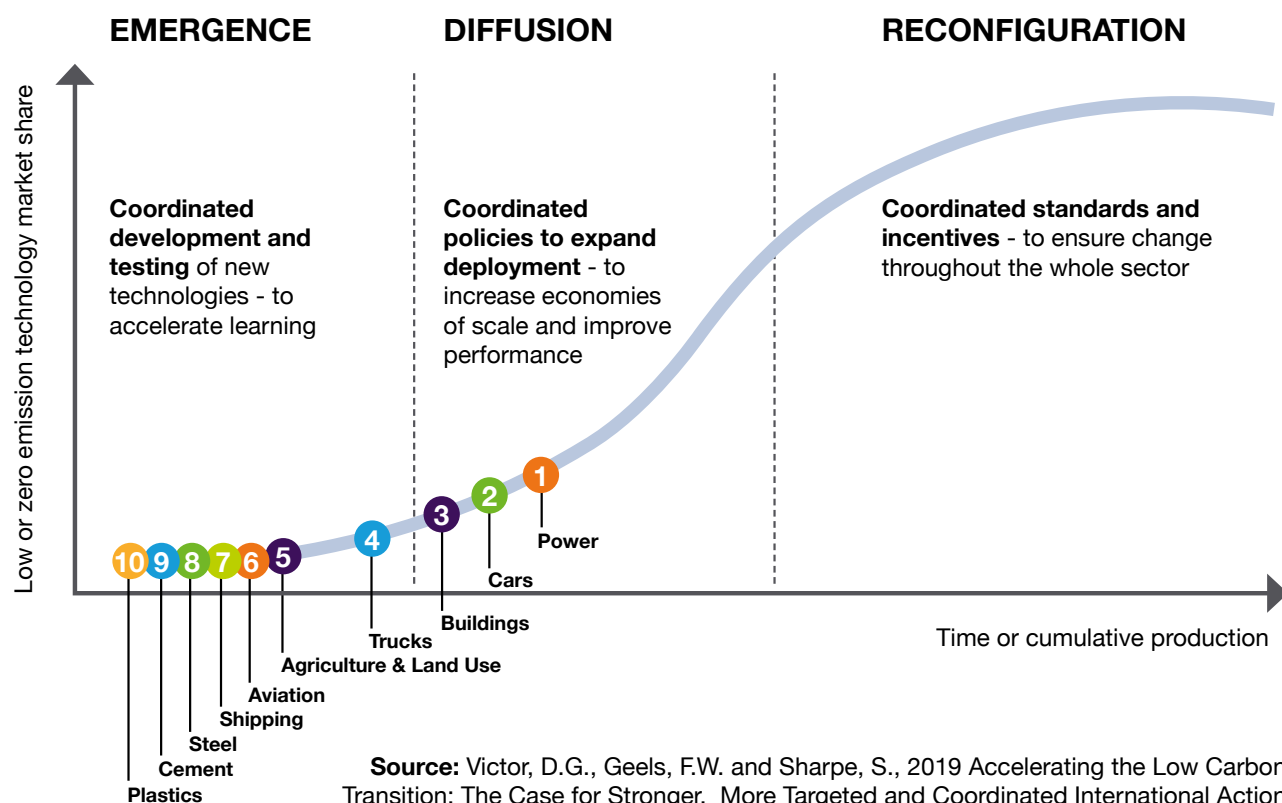 EMERGENCE
DIFFUSION
RECONFIGURATION
Low or zero emission technology market share
Coordinated
development and
testing of new
technologies - to
accelerate learning
Coordinated
policies to expand
deployment - to
increase economies
of scale and improve
performance
Coordinated standards and
incentives - to ensure change
throughout the whole sector
10
9
8
7
6
5
4
3
2
1
Power
Cars
Buildings
Trucks
Agriculture & Land Use
Aviation
Shipping
Steel
Cement
Plastics
Time or cumulative production
Source: Victor, D.G., Geels, F.W. and Sharpe, S., 2019 Accelerating the Low Carbon
Transition: The Case for Stronger, More Targeted and Coordinated International Action